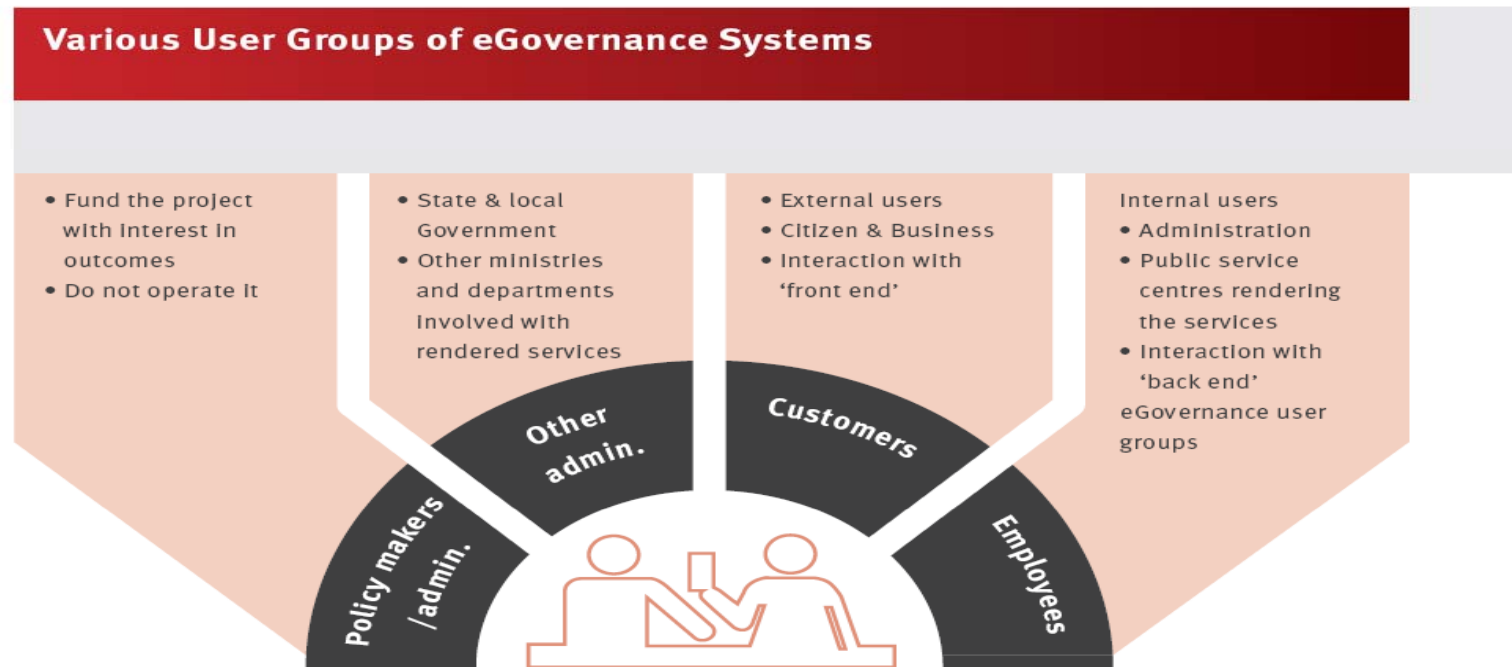 Various User Groups of eGovernance Systems
• Fund the project
with interest in
outcomes
• Do not operate it
• State & local
Government
• Other ministries
and departments
involved with
rendered services
• External users
• Citizen & Business
• Interaction with
‘front end’
Internal users
• Administration
• Public service
centres rendering
the services
• Interaction with
‘back end’
eGovernance user
groups
Policy makers
/admin.
Other
admin.
Customers
Employees